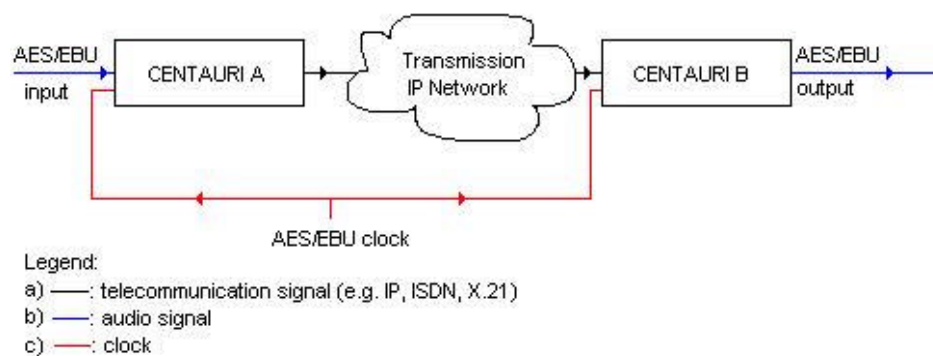 AES/EBU
input
CENTAURI A
Transmission
IP Network
CENTAURI B
AES/EBU
output
AES/EBU clock
Legend:
a) ——: telecommunication signal (e.g. IP, ISDN, X.21)
b) ——: audio signal
c) ——: clock